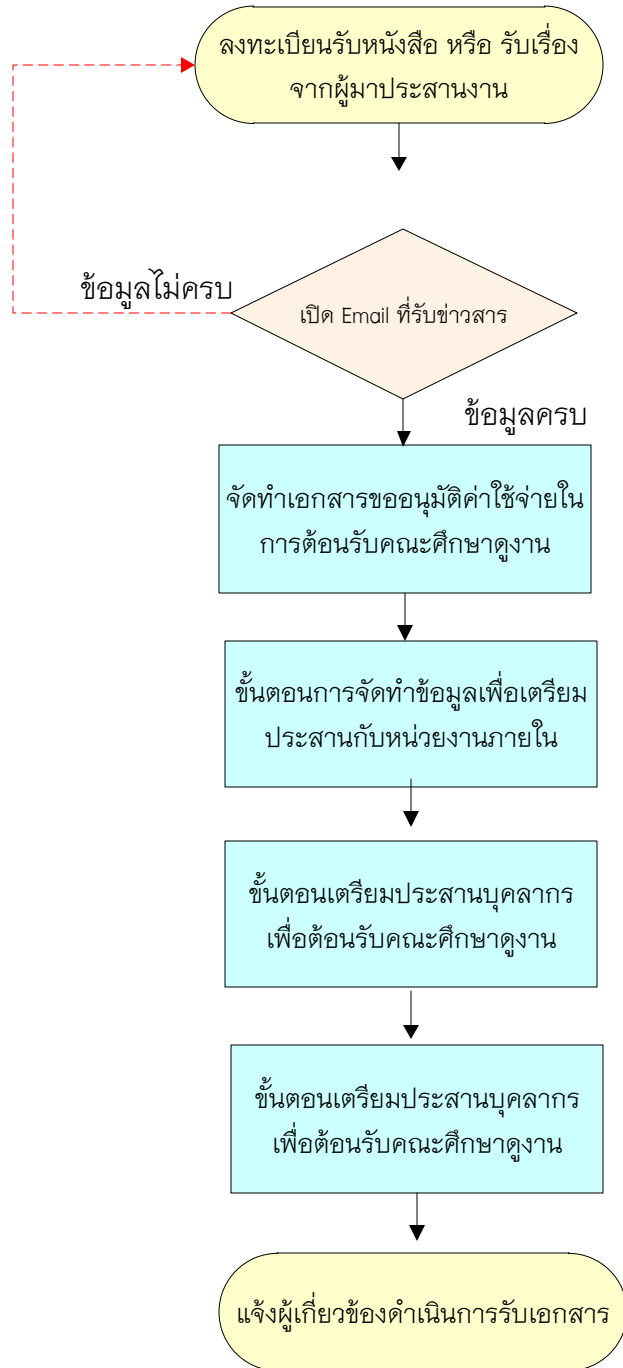 ลงทะเบียนรับหนังสือ หรือ รับเรื่อง
จากผู้มาประสานงาน
ข้อมูลไม่ครบ
เปิด Email ที่รับข่าวสาร
ข้อมูลครบ
จัดทำเอกสารขออนุมัติค่าใช้จ่ายใน
การต้อนรับคณะศึกษาดูงาน
ขั้นตอนการจัดทำข้อมูลเพื่อเตรียม
ประสานกับหน่วยงานภายใน
ขั้นตอนเตรียมประสานบุคลากร
เพื่อต้อนรับคณะศึกษาดูงาน
ขั้นตอนเตรียมประสานบุคลากร
เพื่อต้อนรับคณะศึกษาดูงาน
แจ้งผู้เกี่ยวข้องดำเนินการรับเอกสาร